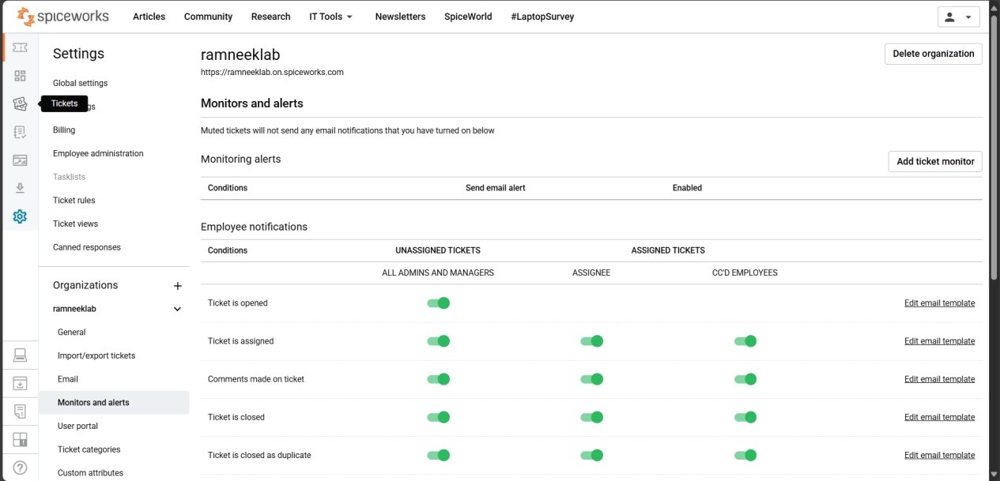 spiceworks Articles Community Research IT Tools Newsletters SpiceWorld #LaptopSurvey
Settings
Global settings
Tickets
gs
Billing
Employee administration
Tasklists
Ticket rules
Ticket views
Canned responses
Organizations +
ramneeklab
General
Import/export tickets
Email
Monitors and alerts
User portal
Ticket categories
Custom attributes
ramneeklab
Delete organization
https://ramneeklab.on.spiceworks.com
Monitors and alerts
Muted tickets will not send any email notifications that you have turned on below
Monitoring alerts
Add ticket monitor
Conditions Send email alert Enabled
Employee notifications
Conditions UNASSIGNED TICKETS ASSIGNED TICKETS
ALL ADMINS AND MANAGERS ASSIGNEE CC'D EMPLOYEES
Ticket is opened Edit email template
Ticket is assigned Edit email template
Comments made on ticket Edit email template
Ticket is closed Edit email template
Ticket is closed as duplicate Edit email template